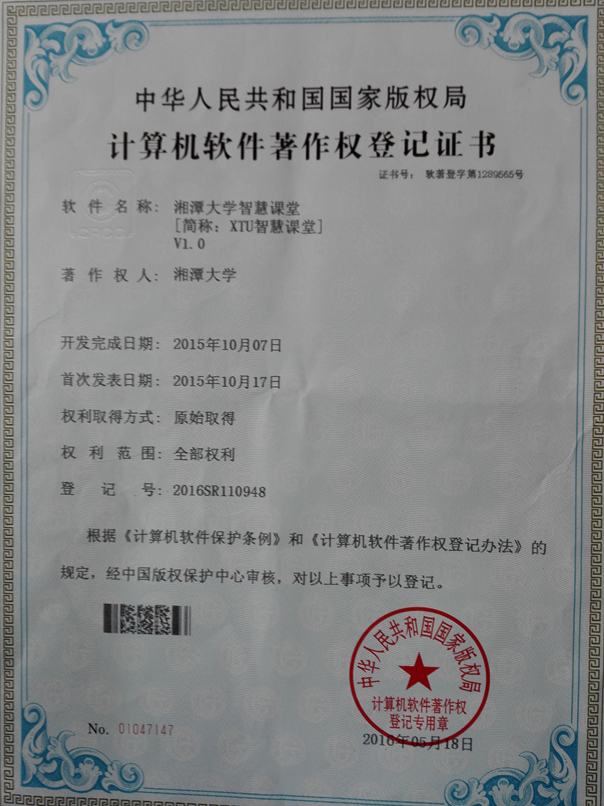 中华人民共和国国家版权局
计算机软件著作权登记证书
证书号： 软著登字第1289565号
软件名称： 湘潭大学智慧课堂
[简称：XTU智慧课堂]
V1.0
著作权人： 湘潭大学
开发完成日期： 2015年10月07日
首次发表日期： 2015年10月17日
权利取得方式： 原始取得
权利范围： 全部权利
登记号： 2016SR110948
根据《计算机软件保护条例》和《计算机软件著作权登记办法》的
规定，经中国版权保护中心审核，对以上事项予以登记。
中华人民共和国国家版权局
计算机软件著作权
登记专用章
No. 01047147
2016年05月18日